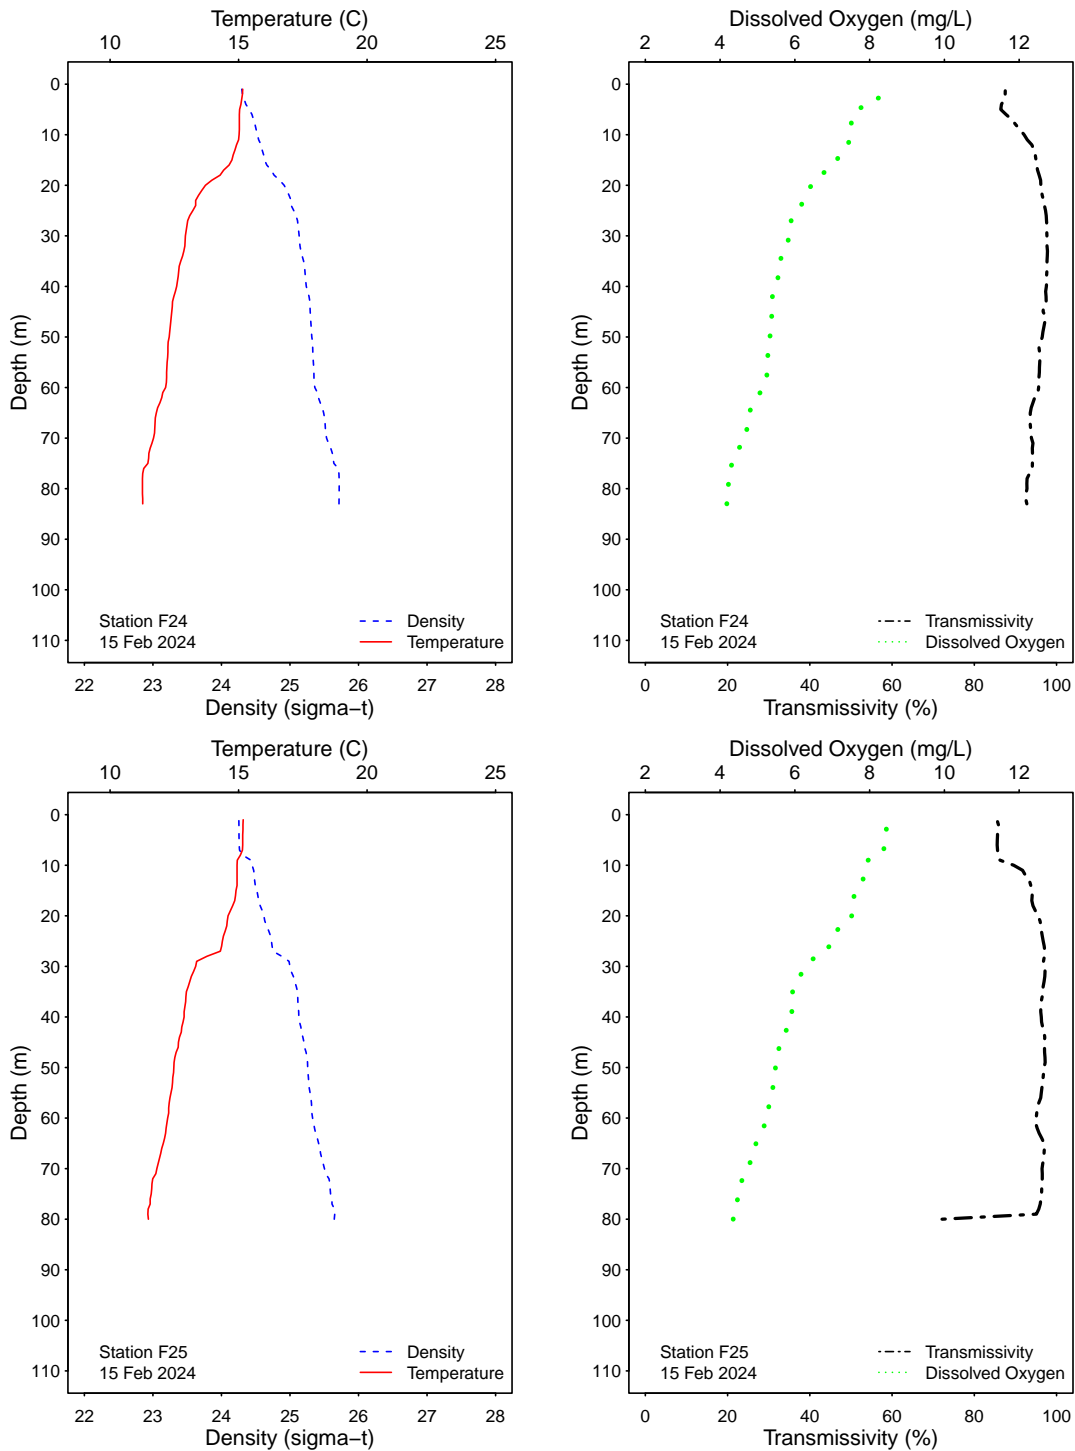 Temperature (C)
10 15 20 25
0
10
20
30
40
50
60
70
80
90
100
110
Depth (m)
Station F24
15 Feb 2024
Density
Temperature
22 23 24 25 26 27 28
Density (sigma−t)
Dissolved Oxygen (mg/L)
2 4 6 8 10 12
0
10
20
30
40
50
60
70
80
90
100
110
Depth (m)
Station F24
15 Feb 2024
Transmissivity
Dissolved Oxygen
0 20 40 60 80 100
Transmissivity (%)
Temperature (C)
10 15 20 25
0
10
20
30
40
50
60
70
80
90
100
110
Depth (m)
Station F25
15 Feb 2024
Density
Temperature
22 23 24 25 26 27 28
Density (sigma−t)
Dissolved Oxygen (mg/L)
2 4 6 8 10 12
0
10
20
30
40
50
60
70
80
90
100
110
Depth (m)
Station F25
15 Feb 2024
Transmissivity
Dissolved Oxygen
0 20 40 60 80 100
Transmissivity (%)